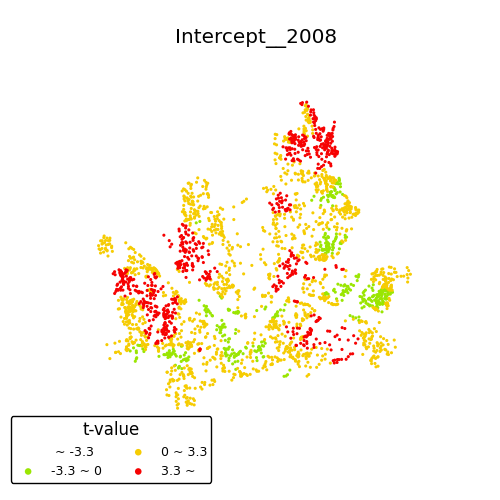 Intercept__2008
t-value
~ -3.3 0 ~ 3.3
-3.3 ~ 0 3.3 ~